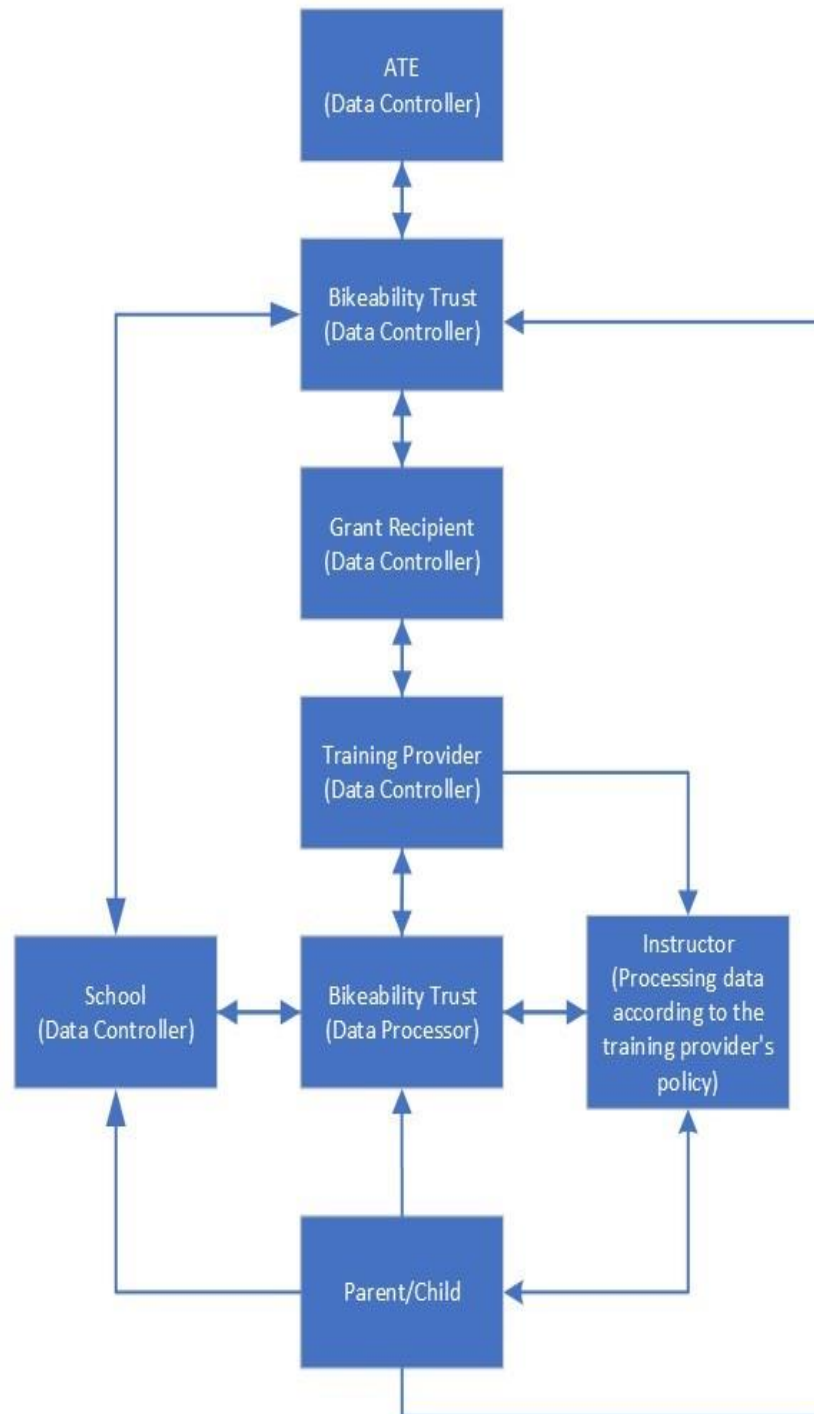 ATE
(Data Controller)
Bikeability Trust
(Data Controller)
Grant Recipient
(Data Controller)
Training Provider
(Data Controller)
School
(Data Controller)
Bikeability Trust
(Data Processor)
Instructor
(Processing data
according to the
training provider's
policy)
Parent/Child